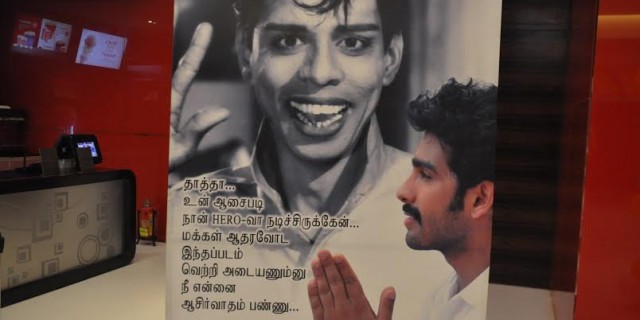 தாத்தா...
உன் ஆசைபடி
நான் HERO-வா நடிச்சிருக்கேன்...
மக்கள் ஆதரவோட
இந்தப்படம்
வெற்றி அடையணும்னு
நீ என்னை
ஆசிர்வாதம் பண்ணு...